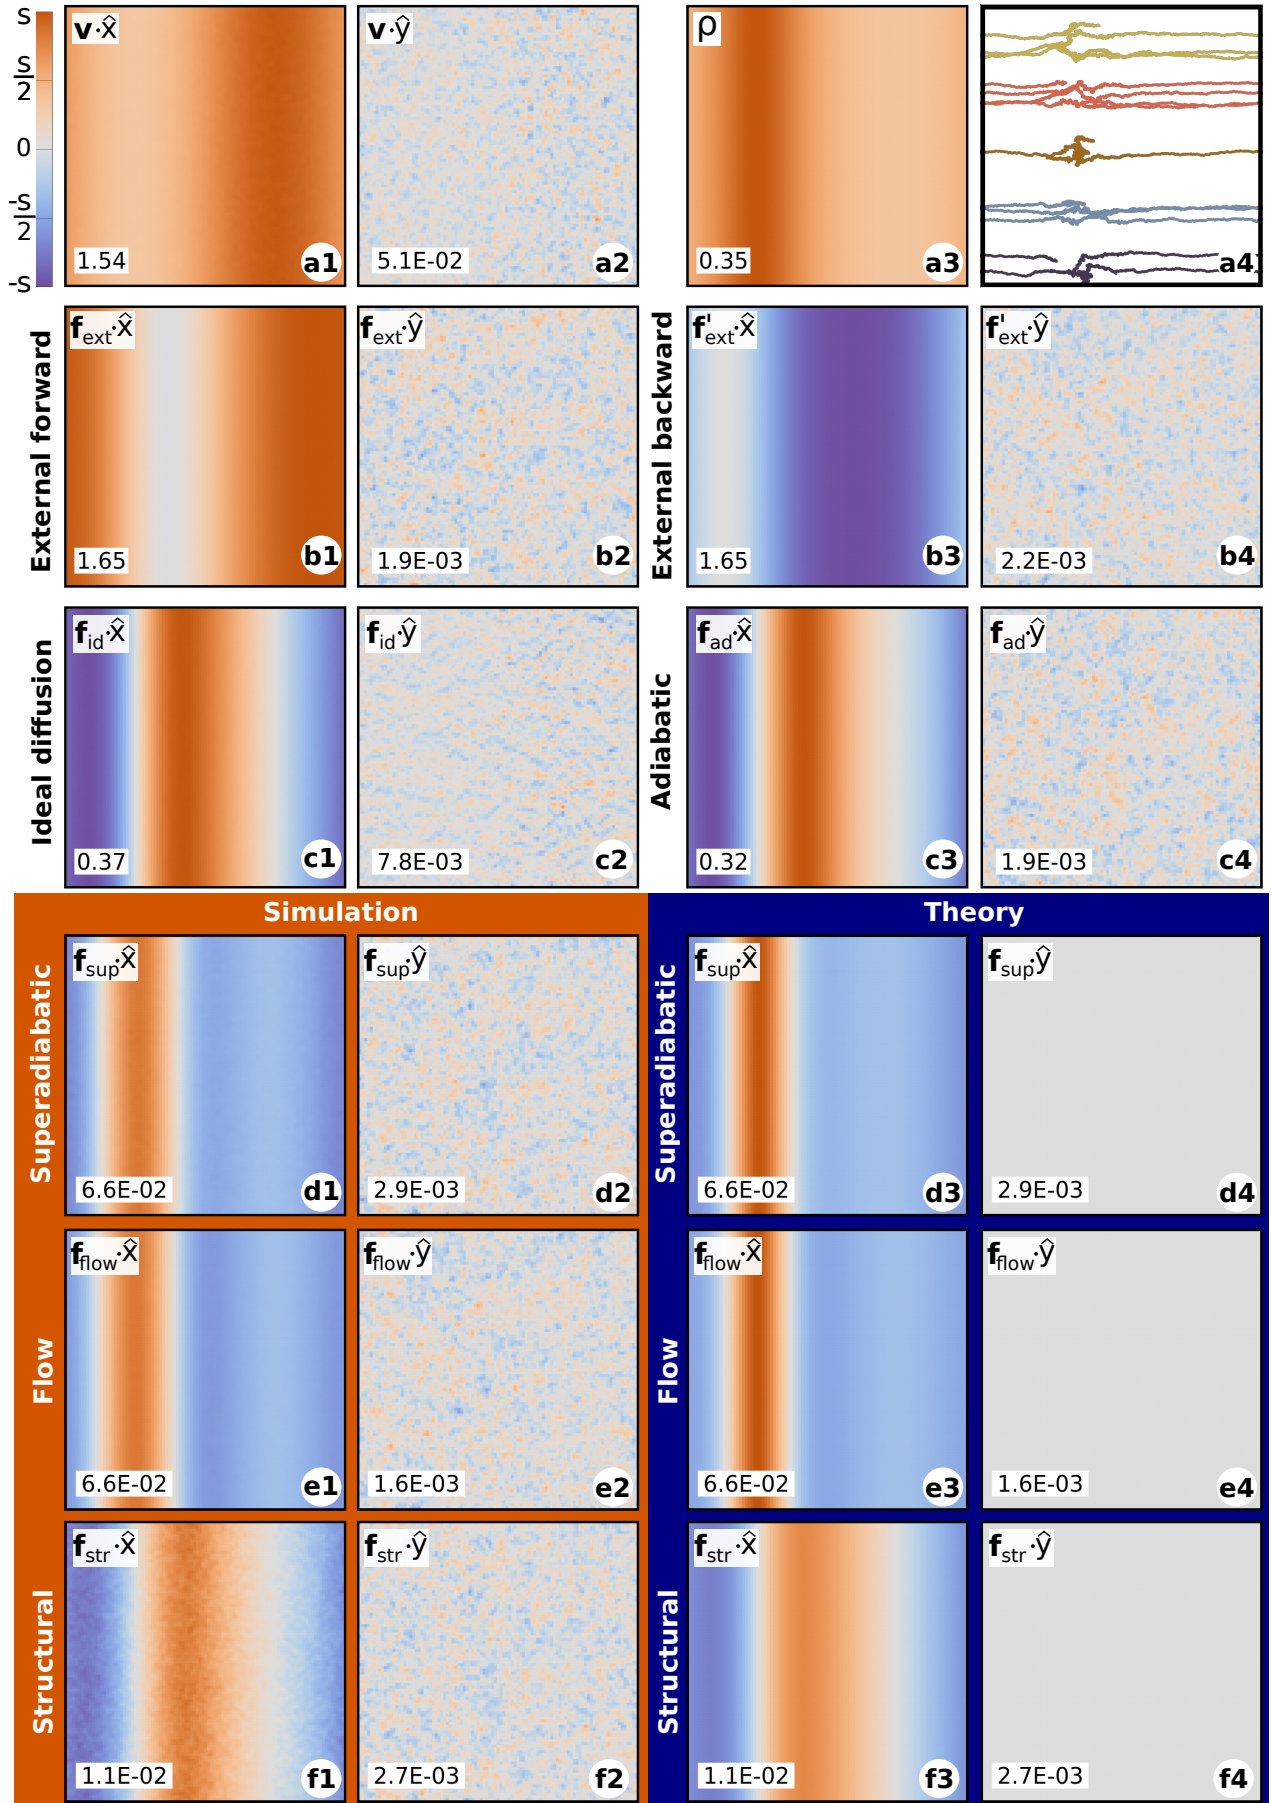 S
S/2
0
-S/2
-S
v·x̂
1.54
a1
v·ŷ
5.1E-02
a2
ρ
0.35
a3
a4
External forward
f_ext·x̂
1.65
b1
f_ext·ŷ
1.9E-03
b2
External backward
f'_ext·x̂
1.65
b3
f'_ext·ŷ
2.2E-03
b4
Ideal diffusion
f_id·x̂
0.37
c1
f_id·ŷ
7.8E-03
c2
Adiabatic
f_ad·x̂
0.32
c3
f_ad·ŷ
1.9E-03
c4
Simulation
Theory
Superadiabatic
f_sup·x̂
6.6E-02
d1
f_sup·ŷ
2.9E-03
d2
Superadiabatic
f_sup·x̂
6.6E-02
d3
f_sup·ŷ
2.9E-03
d4
Flow
f_flow·x̂
6.6E-02
e1
f_flow·ŷ
1.6E-03
e2
Flow
f_flow·x̂
6.6E-02
e3
f_flow·ŷ
1.6E-03
e4
Structural
f_str·x̂
1.1E-02
f1
f_str·ŷ
2.7E-03
f2
Structural
f_str·x̂
1.1E-02
f3
f_str·ŷ
2.7E-03
f4